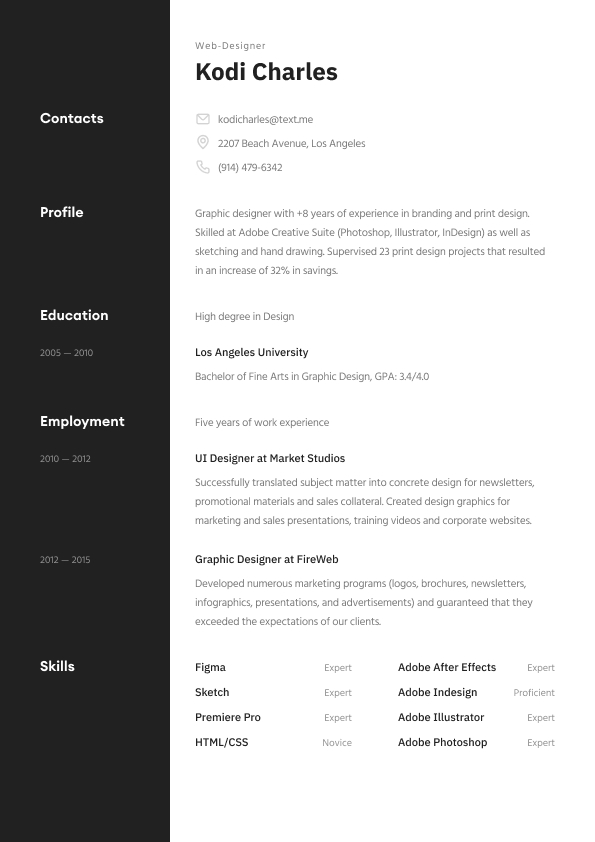 Web-Designer
Kodi Charles
Contacts
kodicharles@text.me
2207 Beach Avenue, Los Angeles
(914) 479-6342
Profile
Graphic designer with +8 years of experience in branding and print design.
Skilled at Adobe Creative Suite (Photoshop, Illustrator, InDesign) as well as
sketching and hand drawing. Supervised 23 print design projects that resulted
in an increase of 32% in savings.
Education
High degree in Design
2005 — 2010
Los Angeles University
Bachelor of Fine Arts in Graphic Design, GPA: 3.4/4.0
Employment
Five years of work experience
2010 — 2012
UI Designer at Market Studios
Successfully translated subject matter into concrete design for newsletters,
promotional materials and sales collateral. Created design graphics for
marketing and sales presentations, training videos and corporate websites.
2012 — 2015
Graphic Designer at FireWeb
Developed numerous marketing programs (logos, brochures, newsletters,
infographics, presentations, and advertisements) and guaranteed that they
exceeded the expectations of our clients.
Skills
Figma Expert Adobe After Effects Expert
Sketch Expert Adobe Indesign Proficient
Premiere Pro Expert Adobe Illustrator Expert
HTML/CSS Novice Adobe Photoshop Expert